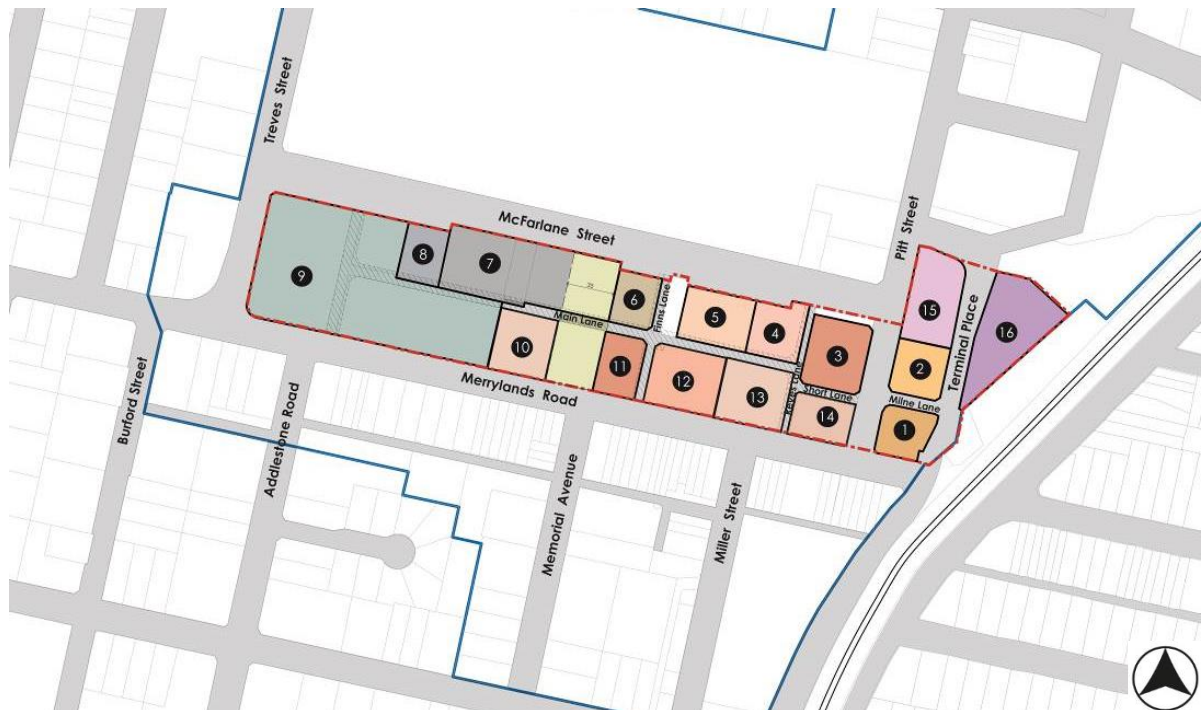 Treves Street
McFarlane Street
Pitt Street
8
7
9
6
Finns Lane
15
16
Main Lane
5
4
3
2
Terminal Place
10
11
12
13
Short Lane
14
Milne Lane
1
Merrylands Road
Burford Street
Addlestone Road
Memorial Avenue
Miller Street